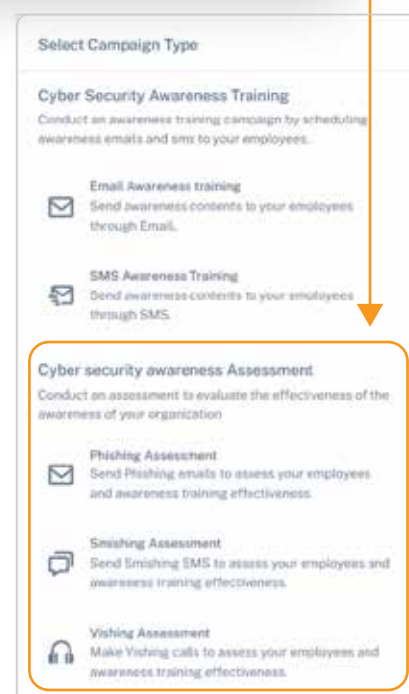 Select Campaign Type
Cyber Security Awareness Training
Conduct an awareness training campaign by scheduling
awareness emails and sms to your employees.
Email Awareness training
Send awareness contents to your employees
through Email.
SMS Awareness Training
Send awareness contents to your employees
through SMS.
Cyber security awareness Assessment
Conduct an assessment to evaluate the effectiveness of the
awareness of your organization
Phishing Assessment
Send Phishing emails to assess your employees
and awareness training effectiveness.
Smishing Assessment
Send Smishing SMS to assess your employees and
awareness training effectiveness.
Vishing Assessment
Make Vishing calls to assess your employees and
awareness training effectiveness.